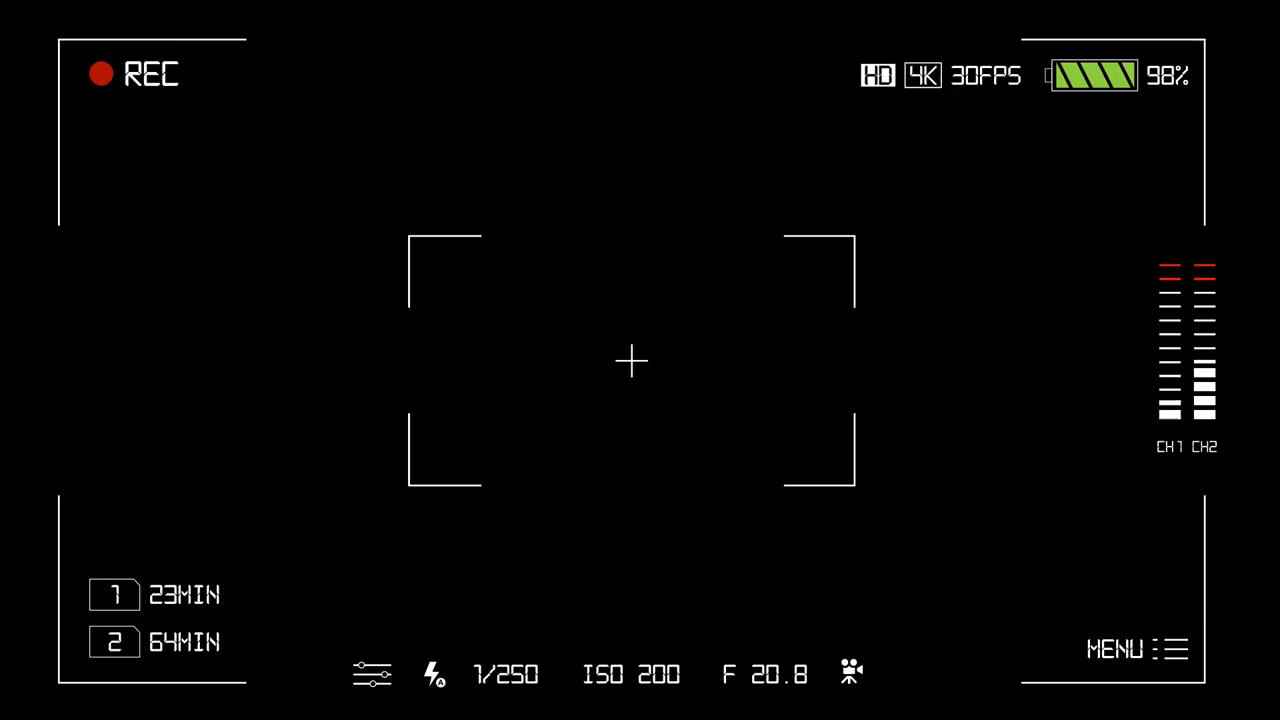 REC
HD 4K 30FPS 98%
CH1 CH2
1 23MIN
2 64MIN
MENU
A 1/250 ISO 200 F 20.8